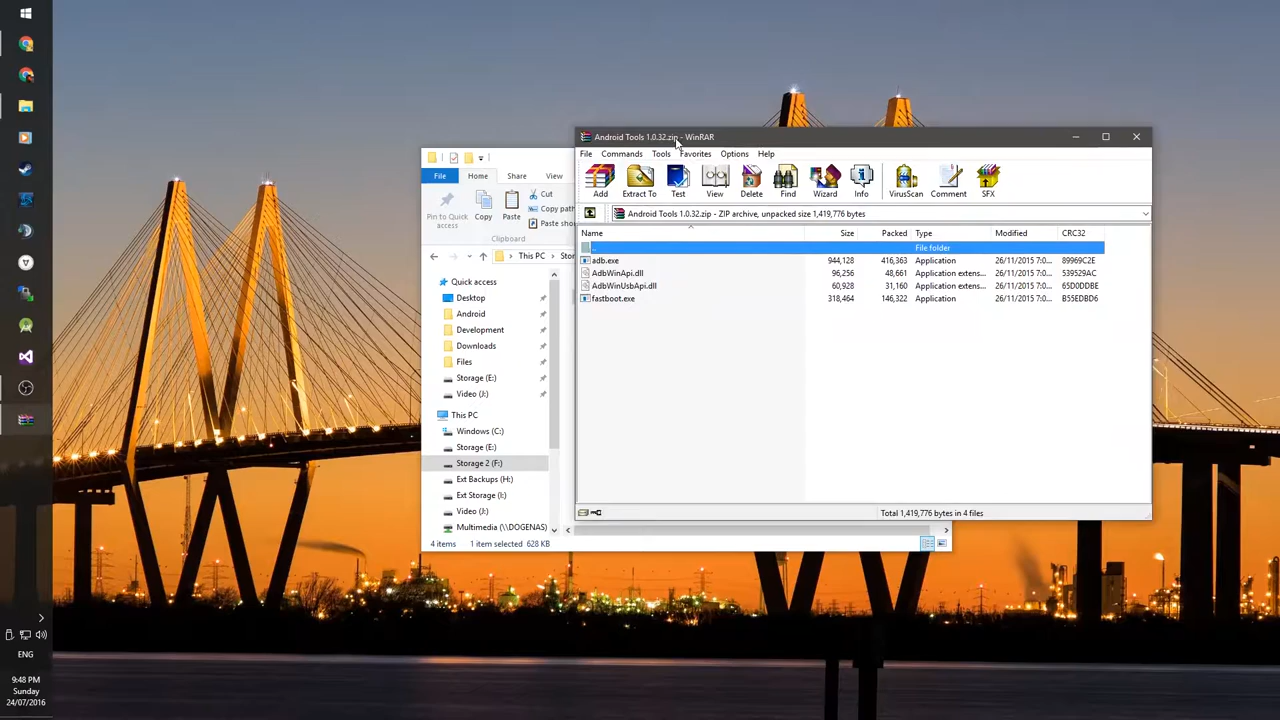 Android Tools 1.0.32.zip - WinRAR
File Commands Tools Favorites Options Help
Add Extract To Test View Delete Find Wizard Info VirusScan Comment SFX
Android Tools 1.0.32.zip - ZIP archive, unpacked size 1,419,776 bytes
Name Size Packed Type Modified CRC32
.. File folder
adb.exe 944,128 416,363 Application 26/11/2015 7:0... 89969C2E
AdbWinApi.dll 96,256 48,661 Application extens... 26/11/2015 7:0... 539529AC
AdbWinUsbApi.dll 60,928 31,160 Application extens... 26/11/2015 7:0... 65D0DDBE
fastboot.exe 318,464 146,322 Application 26/11/2015 7:0... B55EDBD6
Total 1,419,776 bytes in 4 files
File Home Share View
Pin to Quick access
Copy
Paste
Cut
Copy path
Paste sho
Clipboard
This PC Stor
Quick access
Desktop
Android
Development
Downloads
Files
Storage (E:)
Video (J:)
This PC
Windows (C:)
Storage (E:)
Storage 2 (F:)
Ext Backups (H:)
Ext Storage (I:)
Video (J:)
Multimedia (\\DOGENAS)
4 items 1 item selected 628 KB
ENG
9:48 PM
Sunday
24/07/2016